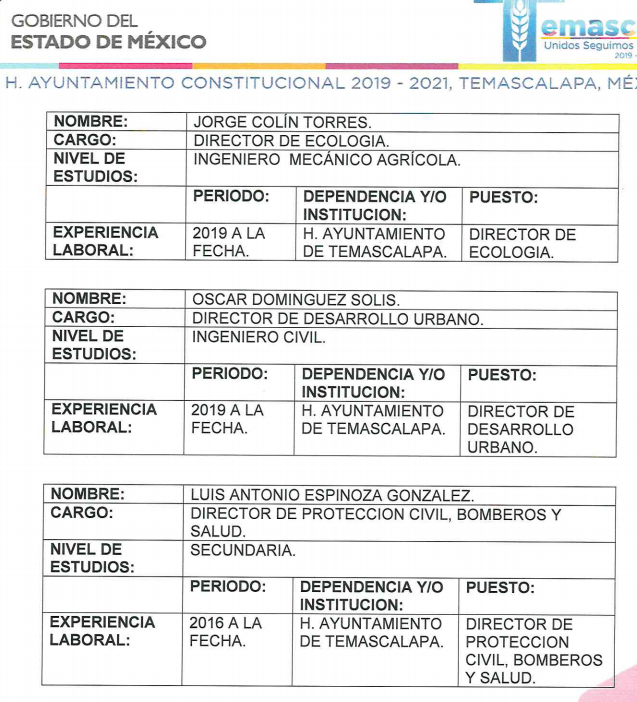 GOBIERNO DEL
ESTADO DE MÉXICO
emasc
Unidos Seguimos
2019 -
H. AYUNTAMIENTO CONSTITUCIONAL 2019 - 2021, TEMASCALAPA, MÉX
NOMBRE: JORGE COLÍN TORRES.
CARGO: DIRECTOR DE ECOLOGIA.
NIVEL DE INGENIERO MECÁNICO AGRÍCOLA.
ESTUDIOS:
PERIODO: DEPENDENCIA Y/O PUESTO:
INSTITUCION:
EXPERIENCIA 2019 A LA H. AYUNTAMIENTO DIRECTOR DE
LABORAL: FECHA. DE TEMASCALAPA. ECOLOGIA.
NOMBRE: OSCAR DOMINGUEZ SOLIS.
CARGO: DIRECTOR DE DESARROLLO URBANO.
NIVEL DE INGENIERO CIVIL.
ESTUDIOS:
PERIODO: DEPENDENCIA Y/O PUESTO:
INSTITUCION:
EXPERIENCIA 2019 A LA H. AYUNTAMIENTO DIRECTOR DE
LABORAL: FECHA. DE TEMASCALAPA. DESARROLLO
URBANO.
NOMBRE: LUIS ANTONIO ESPINOZA GONZALEZ.
CARGO: DIRECTOR DE PROTECCION CIVIL, BOMBEROS Y
SALUD.
NIVEL DE SECUNDARIA.
ESTUDIOS:
PERIODO: DEPENDENCIA Y/O PUESTO:
INSTITUCION:
EXPERIENCIA 2016 A LA H. AYUNTAMIENTO DIRECTOR DE
LABORAL: FECHA. DE TEMASCALAPA. PROTECCION
CIVIL, BOMBEROS
Y SALUD.